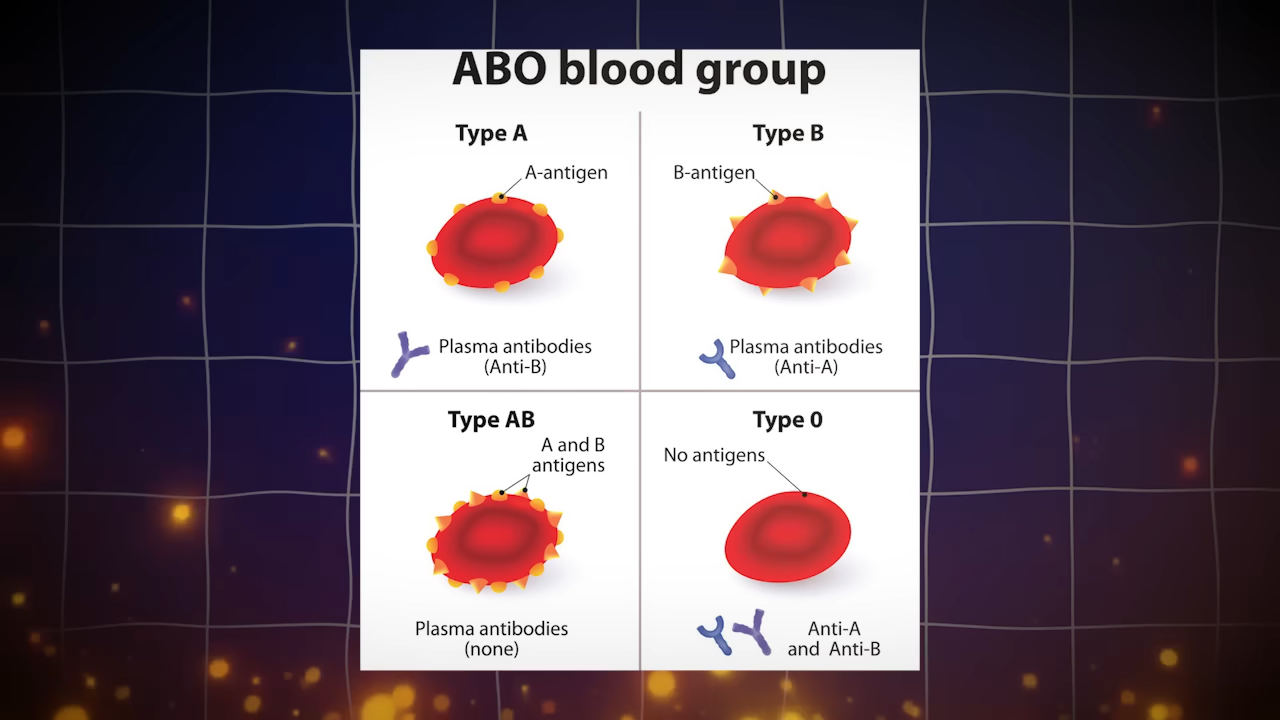 ABO blood group
Type A
A-antigen
Plasma antibodies
(Anti-B)
Type B
B-antigen
Plasma antibodies
(Anti-A)
Type AB
A and B
antigens
Plasma antibodies
(none)
Type 0
No antigens
Anti-A
and Anti-B